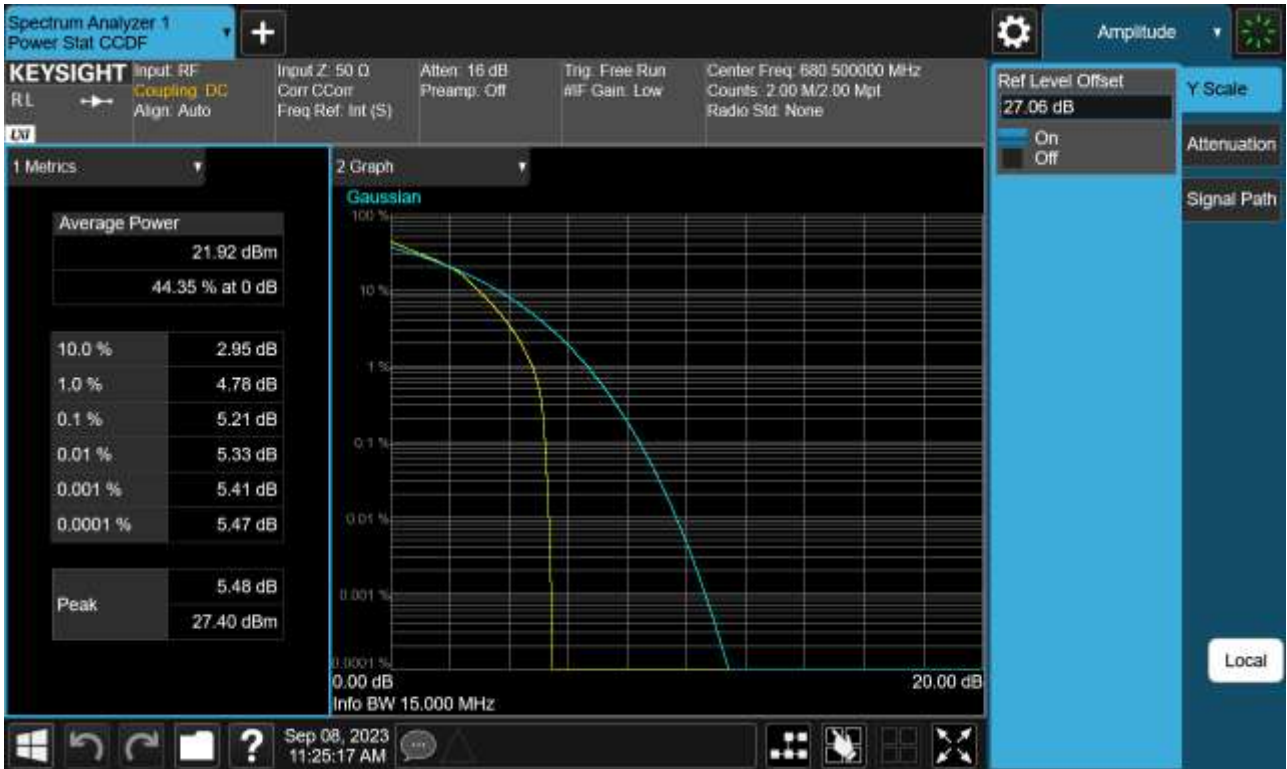 Spectrum Analyzer 1
Power Stat CCDF
+
Amplitude
KEYSIGHT
RL
LXI
Input: RF
Coupling: DC
Align: Auto
Input Z: 50 Ω
Corr CCorr
Freq Ref: Int (S)
Atten: 16 dB
Preamp: Off
Trig: Free Run
#IF Gain: Low
Center Freq: 680.500000 MHz
Counts: 2.00 M/2.00 Mpt
Radio Std: None
Ref Level Offset
27.06 dB
On
Off
Y Scale
Attenuation
Signal Path
Local
1 Metrics
Average Power
21.92 dBm
44.35 % at 0 dB
10.0 % 2.95 dB
1.0 % 4.78 dB
0.1 % 5.21 dB
0.01 % 5.33 dB
0.001 % 5.41 dB
0.0001 % 5.47 dB
Peak
5.48 dB
27.40 dBm
2 Graph
Gaussian
100 %
10 %
1 %
0.1 %
0.01 %
0.001 %
0.0001 %
0.00 dB 20.00 dB
Info BW 15.000 MHz
?
Sep 08, 2023
11:25:17 AM